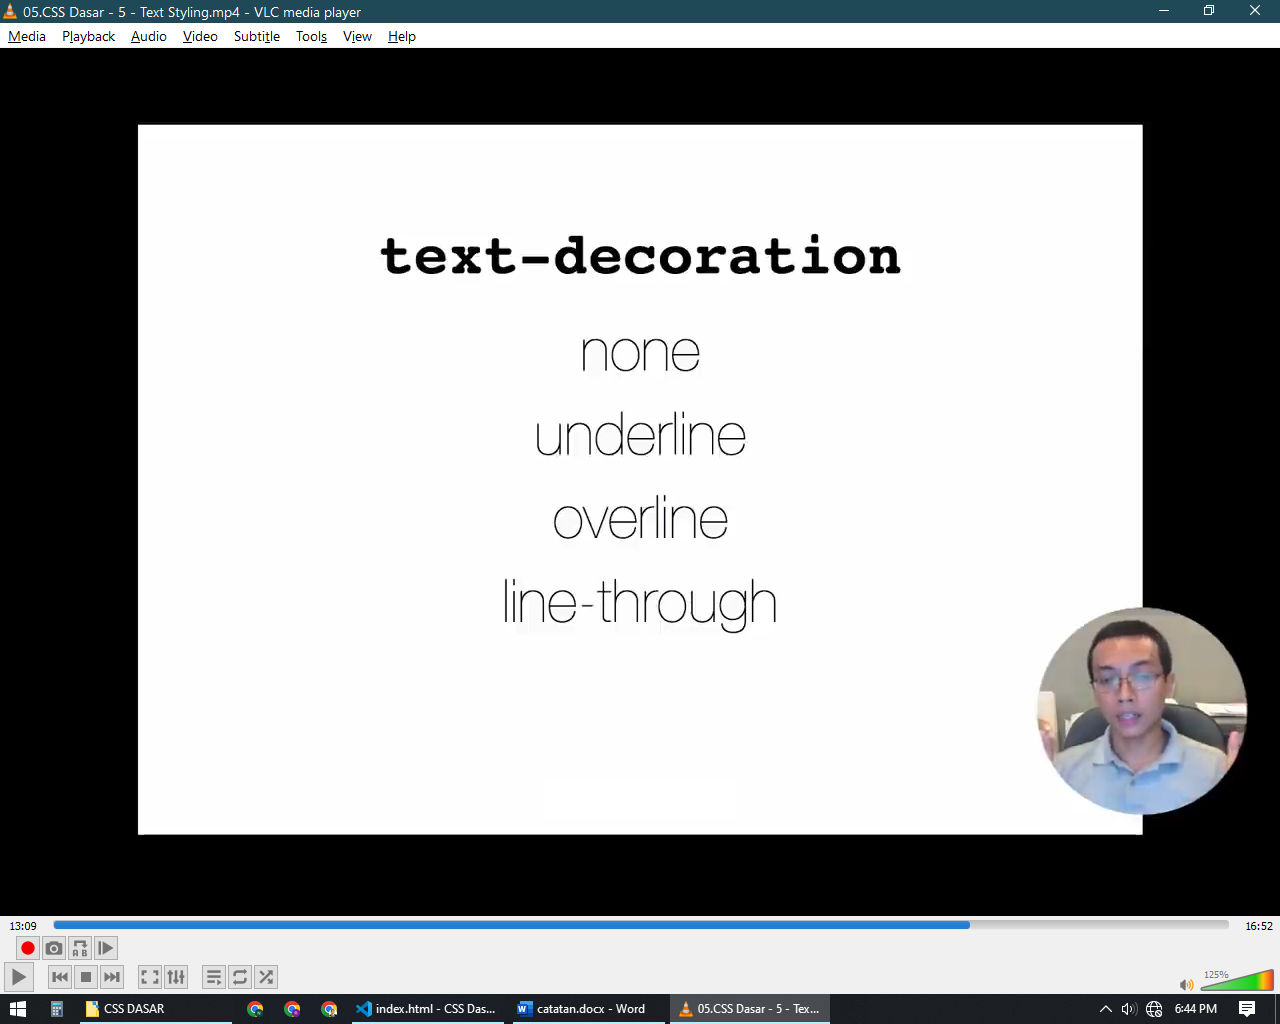 05.CSS Dasar - 5 - Text Styling.mp4 - VLC media player
Media Playback Audio Video Subtitle Tools View Help
text-decoration
none
underline
overline
line-through
13:09
16:52
A B
125%
CSS DASAR
index.html - CSS Das...
catatan.docx - Word
05.CSS Dasar - 5 - Tex...
6:44 PM